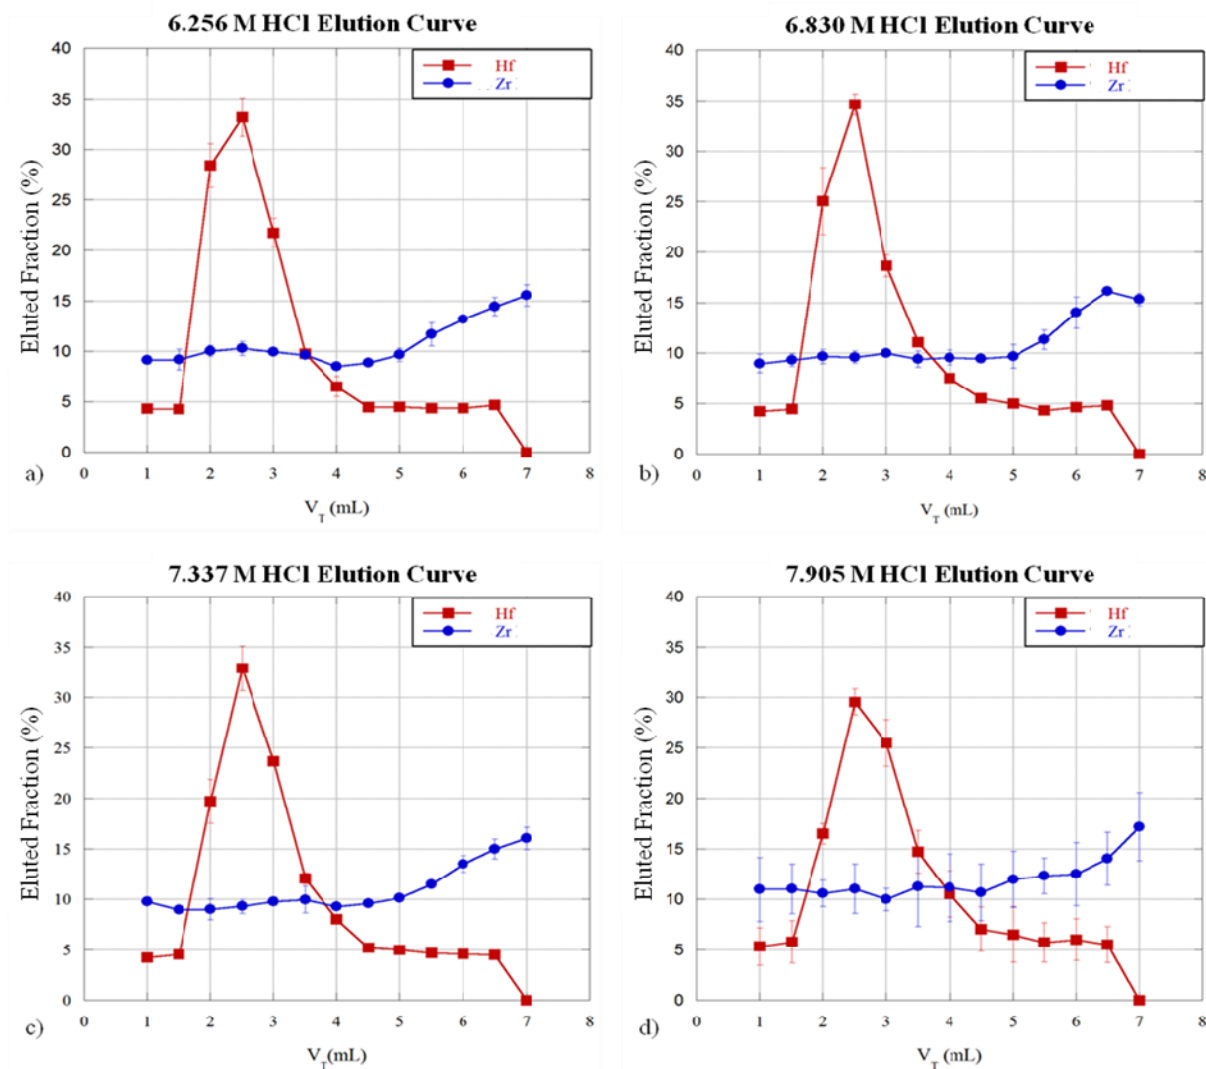 6.256 M HCl Elution Curve
Hf
Zr
40
35
30
25
20
15
10
5
0
Eluted Fraction (%)
0 1 2 3 4 5 6 7 8
a)
V_T (mL)
6.830 M HCl Elution Curve
Hf
Zr
40
35
30
25
20
15
10
5
0
Eluted Fraction (%)
0 1 2 3 4 5 6 7 8
b)
V_T (mL)
7.337 M HCl Elution Curve
Hf
Zr
40
35
30
25
20
15
10
5
0
Eluted Fraction (%)
0 1 2 3 4 5 6 7 8
c)
V_T(mL)
7.905 M HCl Elution Curve
Hf
Zr
40
35
30
25
20
15
10
5
0
Eluted Fraction (%)
0 1 2 3 4 5 6 7 8
d)
V_T (mL)